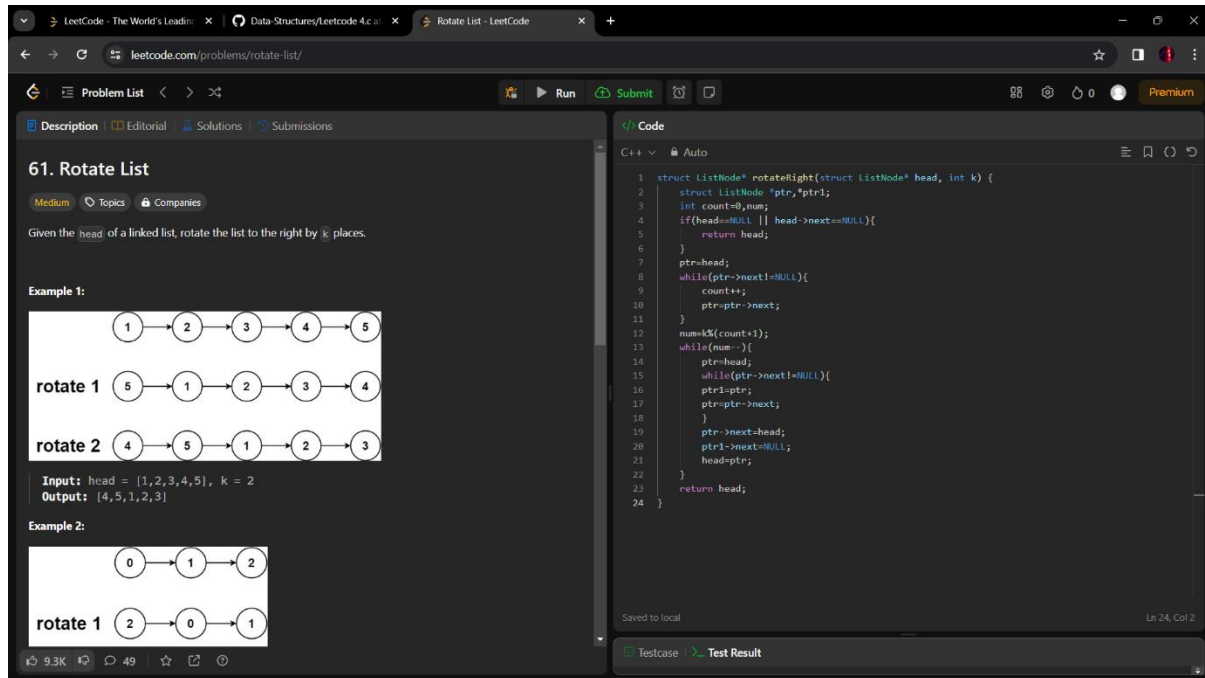 LeetCode - The World's Leading
Data-Structures/Leetcode 4.c at
Rotate List - LeetCode
leetcode.com/problems/rotate-list/
Problem List
Run
Submit
0
Premium
Description
Editorial
Solutions
Submissions
61. Rotate List
Medium
Topics
Companies
Given the head of a linked list, rotate the list to the right by k places.
Example 1:
1 2 3 4 5
rotate 1 5 1 2 3 4
rotate 2 4 5 1 2 3
Input: head = [1,2,3,4,5], k = 2
Output: [4,5,1,2,3]
Example 2:
0 1 2
rotate 1 2 0 1
9.3K
49
</> Code
C++
Auto
1 struct ListNode* rotateRight(struct ListNode* head, int k) {
2 struct ListNode *ptr,*ptr1;
3 int count=0,num;
4 if(head==NULL || head->next==NULL){
5 return head;
6 }
7 ptr=head;
8 while(ptr->next!=NULL){
9 count++;
10 ptr=ptr->next;
11 }
12 num=k%(count+1);
13 while(num--){
14 ptr=head;
15 while(ptr->next!=NULL){
16 ptr1=ptr;
17 ptr=ptr->next;
18 }
19 ptr->next=head;
20 ptr1->next=NULL;
21 head=ptr;
22 }
23 return head;
24 }
Saved to local
Ln 24, Col 2
Testcase
Test Result